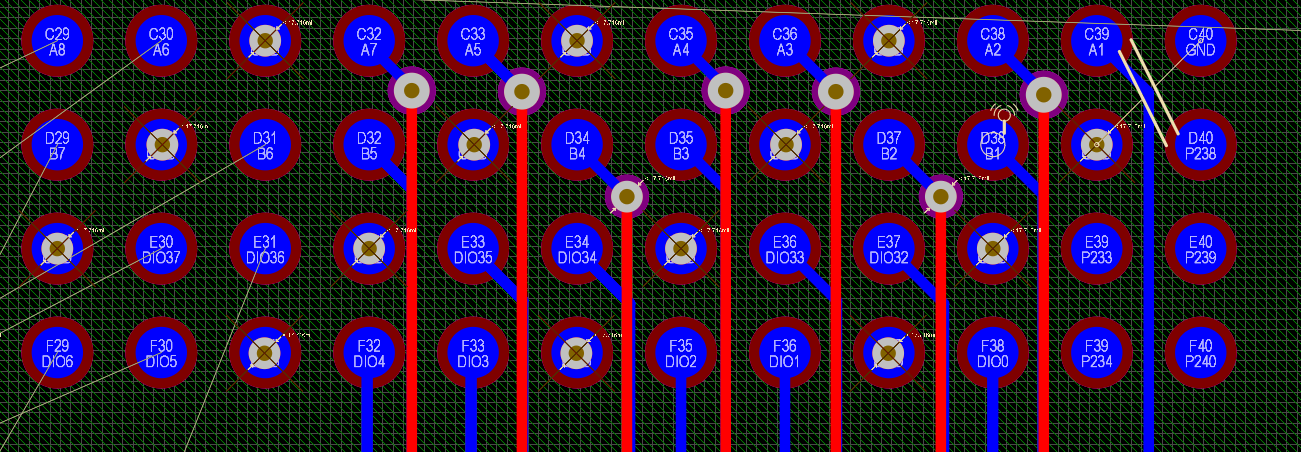 C29
A8
C30
A6
C32
A7
C33
A5
C35
A4
C36
A3
C38
A2
C39
A1
C40
GND
D29
B7
D31
B6
D32
B5
D34
B4
D35
B3
D37
B2
D38
B1
D40
P238
E30
DIO37
E31
DIO36
E33
DIO35
E34
DIO34
E36
DIO33
E37
DIO32
E39
P233
E40
P239
F29
DIO6
F30
DIO5
F32
DIO4
F33
DIO3
F35
DIO2
F36
DIO1
F38
DIO0
F39
P234
F40
P240